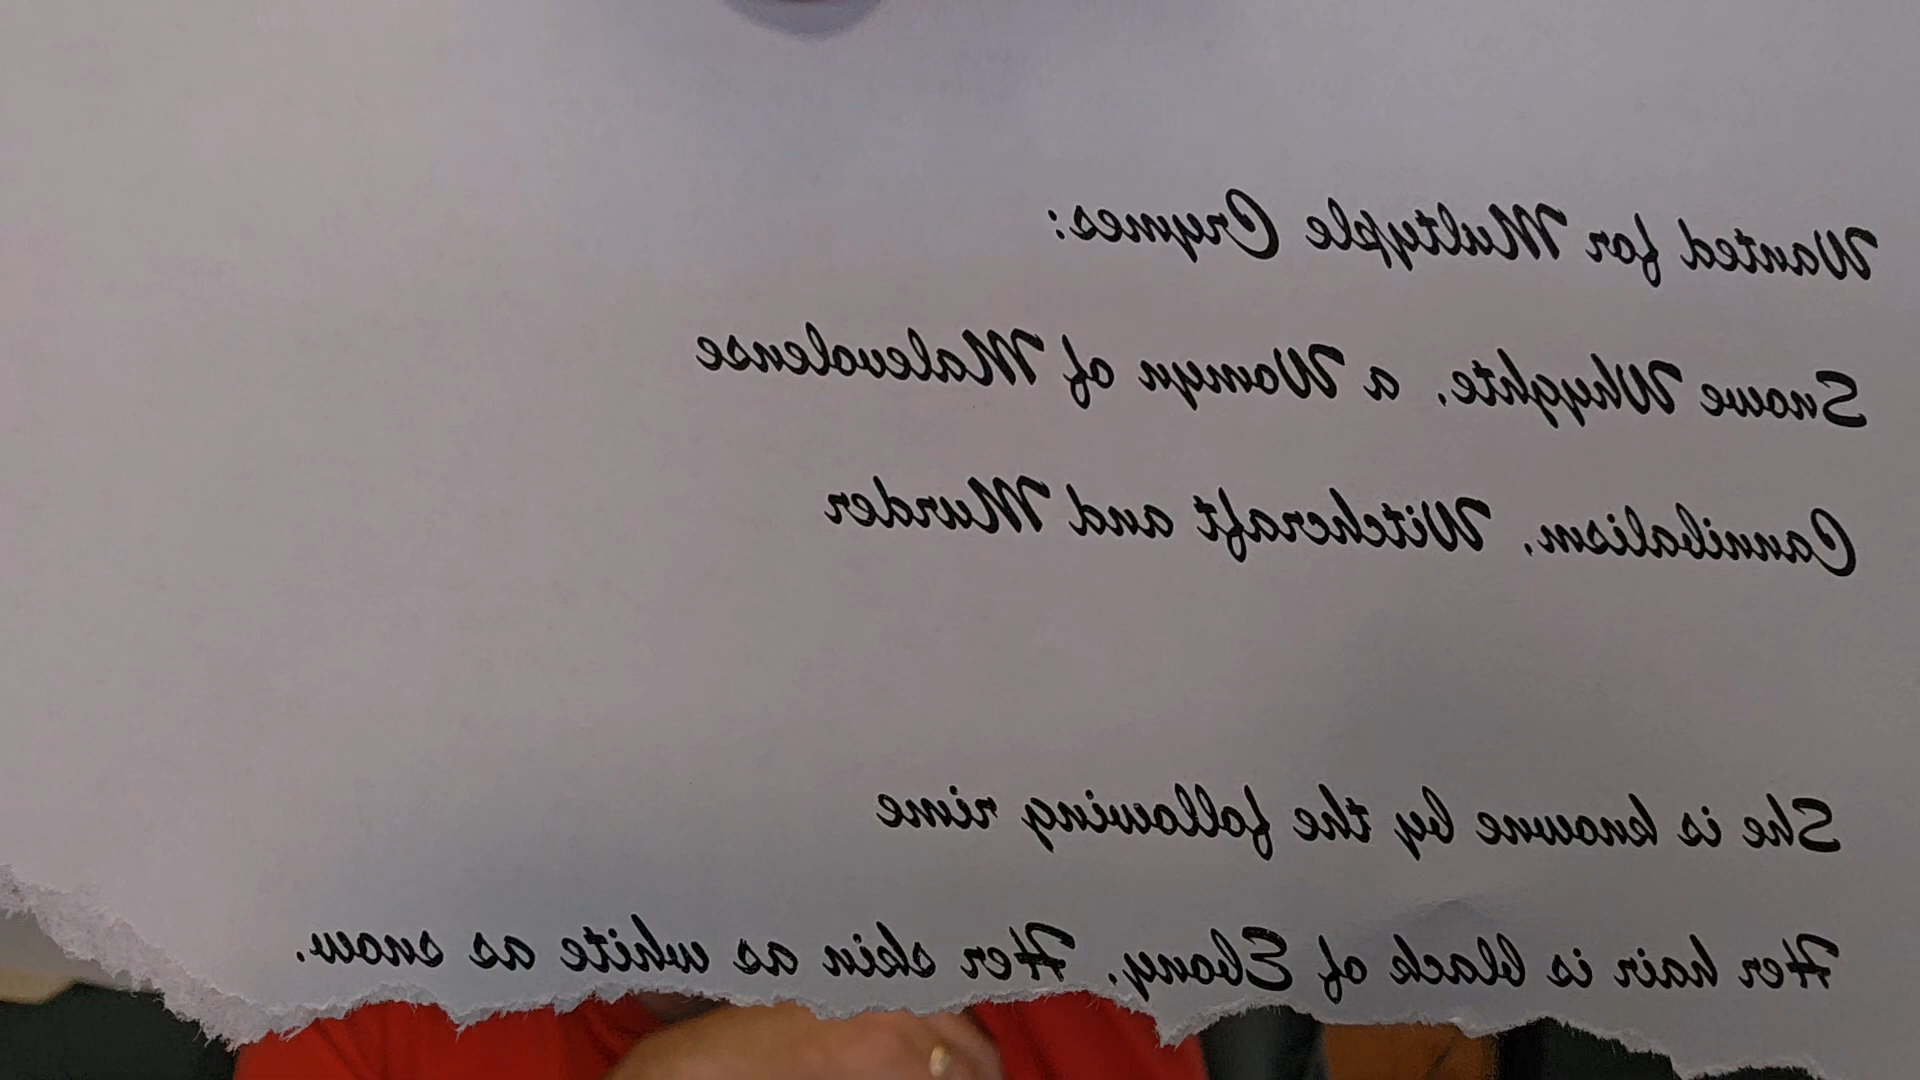 Wanted for Multyple Crymes:
Snowe Whyghte, a Womyn of Malevolense
Cannibalism, Witchcraft and Murder
She is knowne by the following rime
Her hair is black of Ebony, Her skin as white as snow.